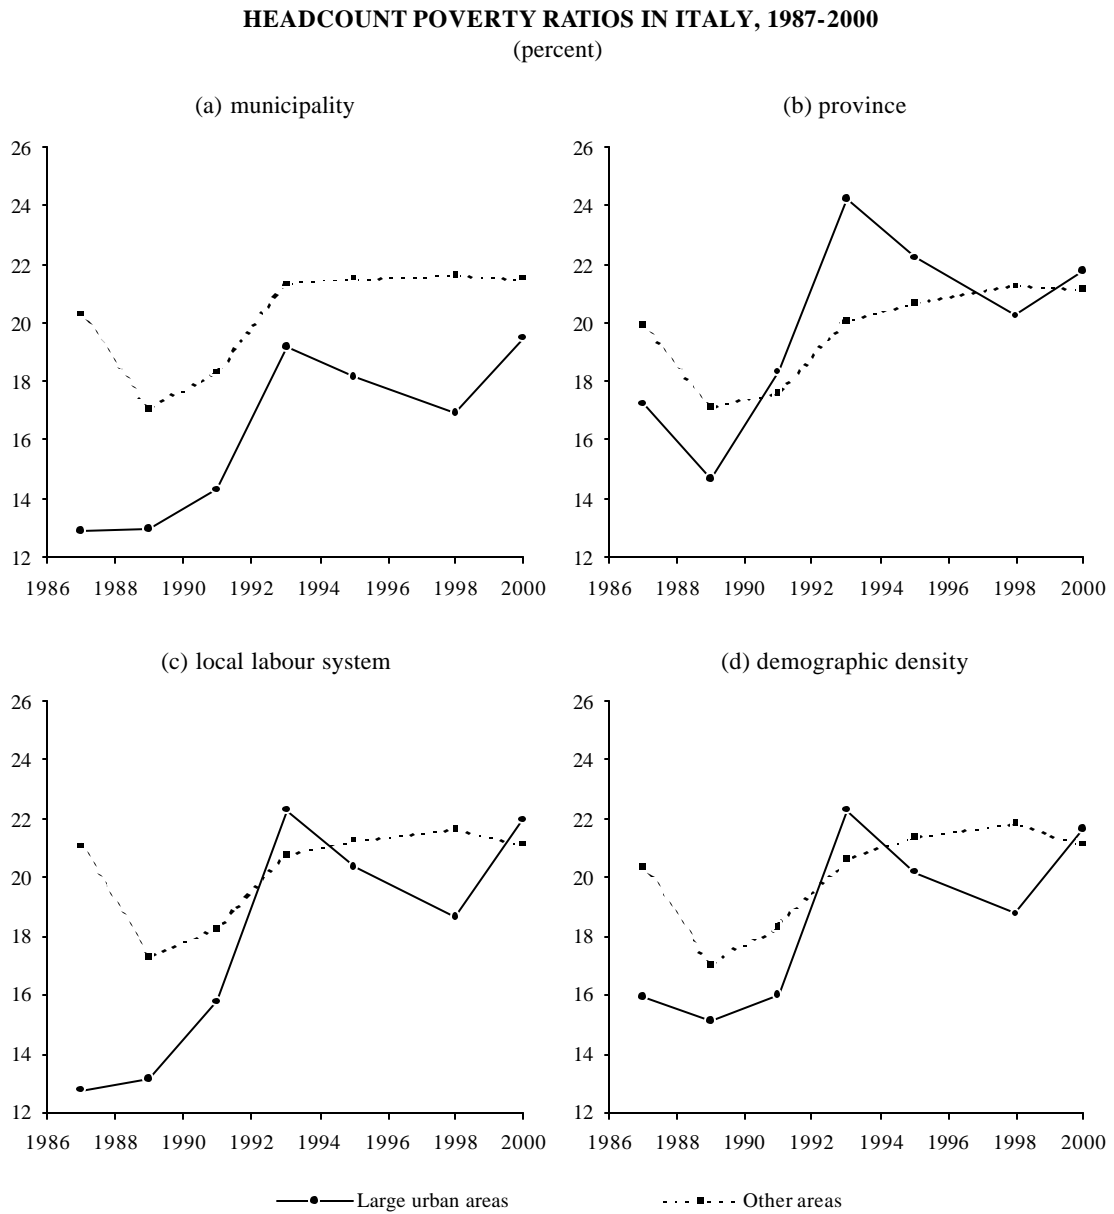 HEADCOUNT POVERTY RATIOS IN ITALY, 1987-2000
(percent)
(a) municipality
(b) province
26
24
22
20
18
16
14
12
1986 1988 1990 1992 1994 1996 1998 2000
26
24
22
20
18
16
14
12
1986 1988 1990 1992 1994 1996 1998 2000
(c) local labour system
(d) demographic density
26
24
22
20
18
16
14
12
1986 1988 1990 1992 1994 1996 1998 2000
26
24
22
20
18
16
14
12
1986 1988 1990 1992 1994 1996 1998 2000
Large urban areas
Other areas